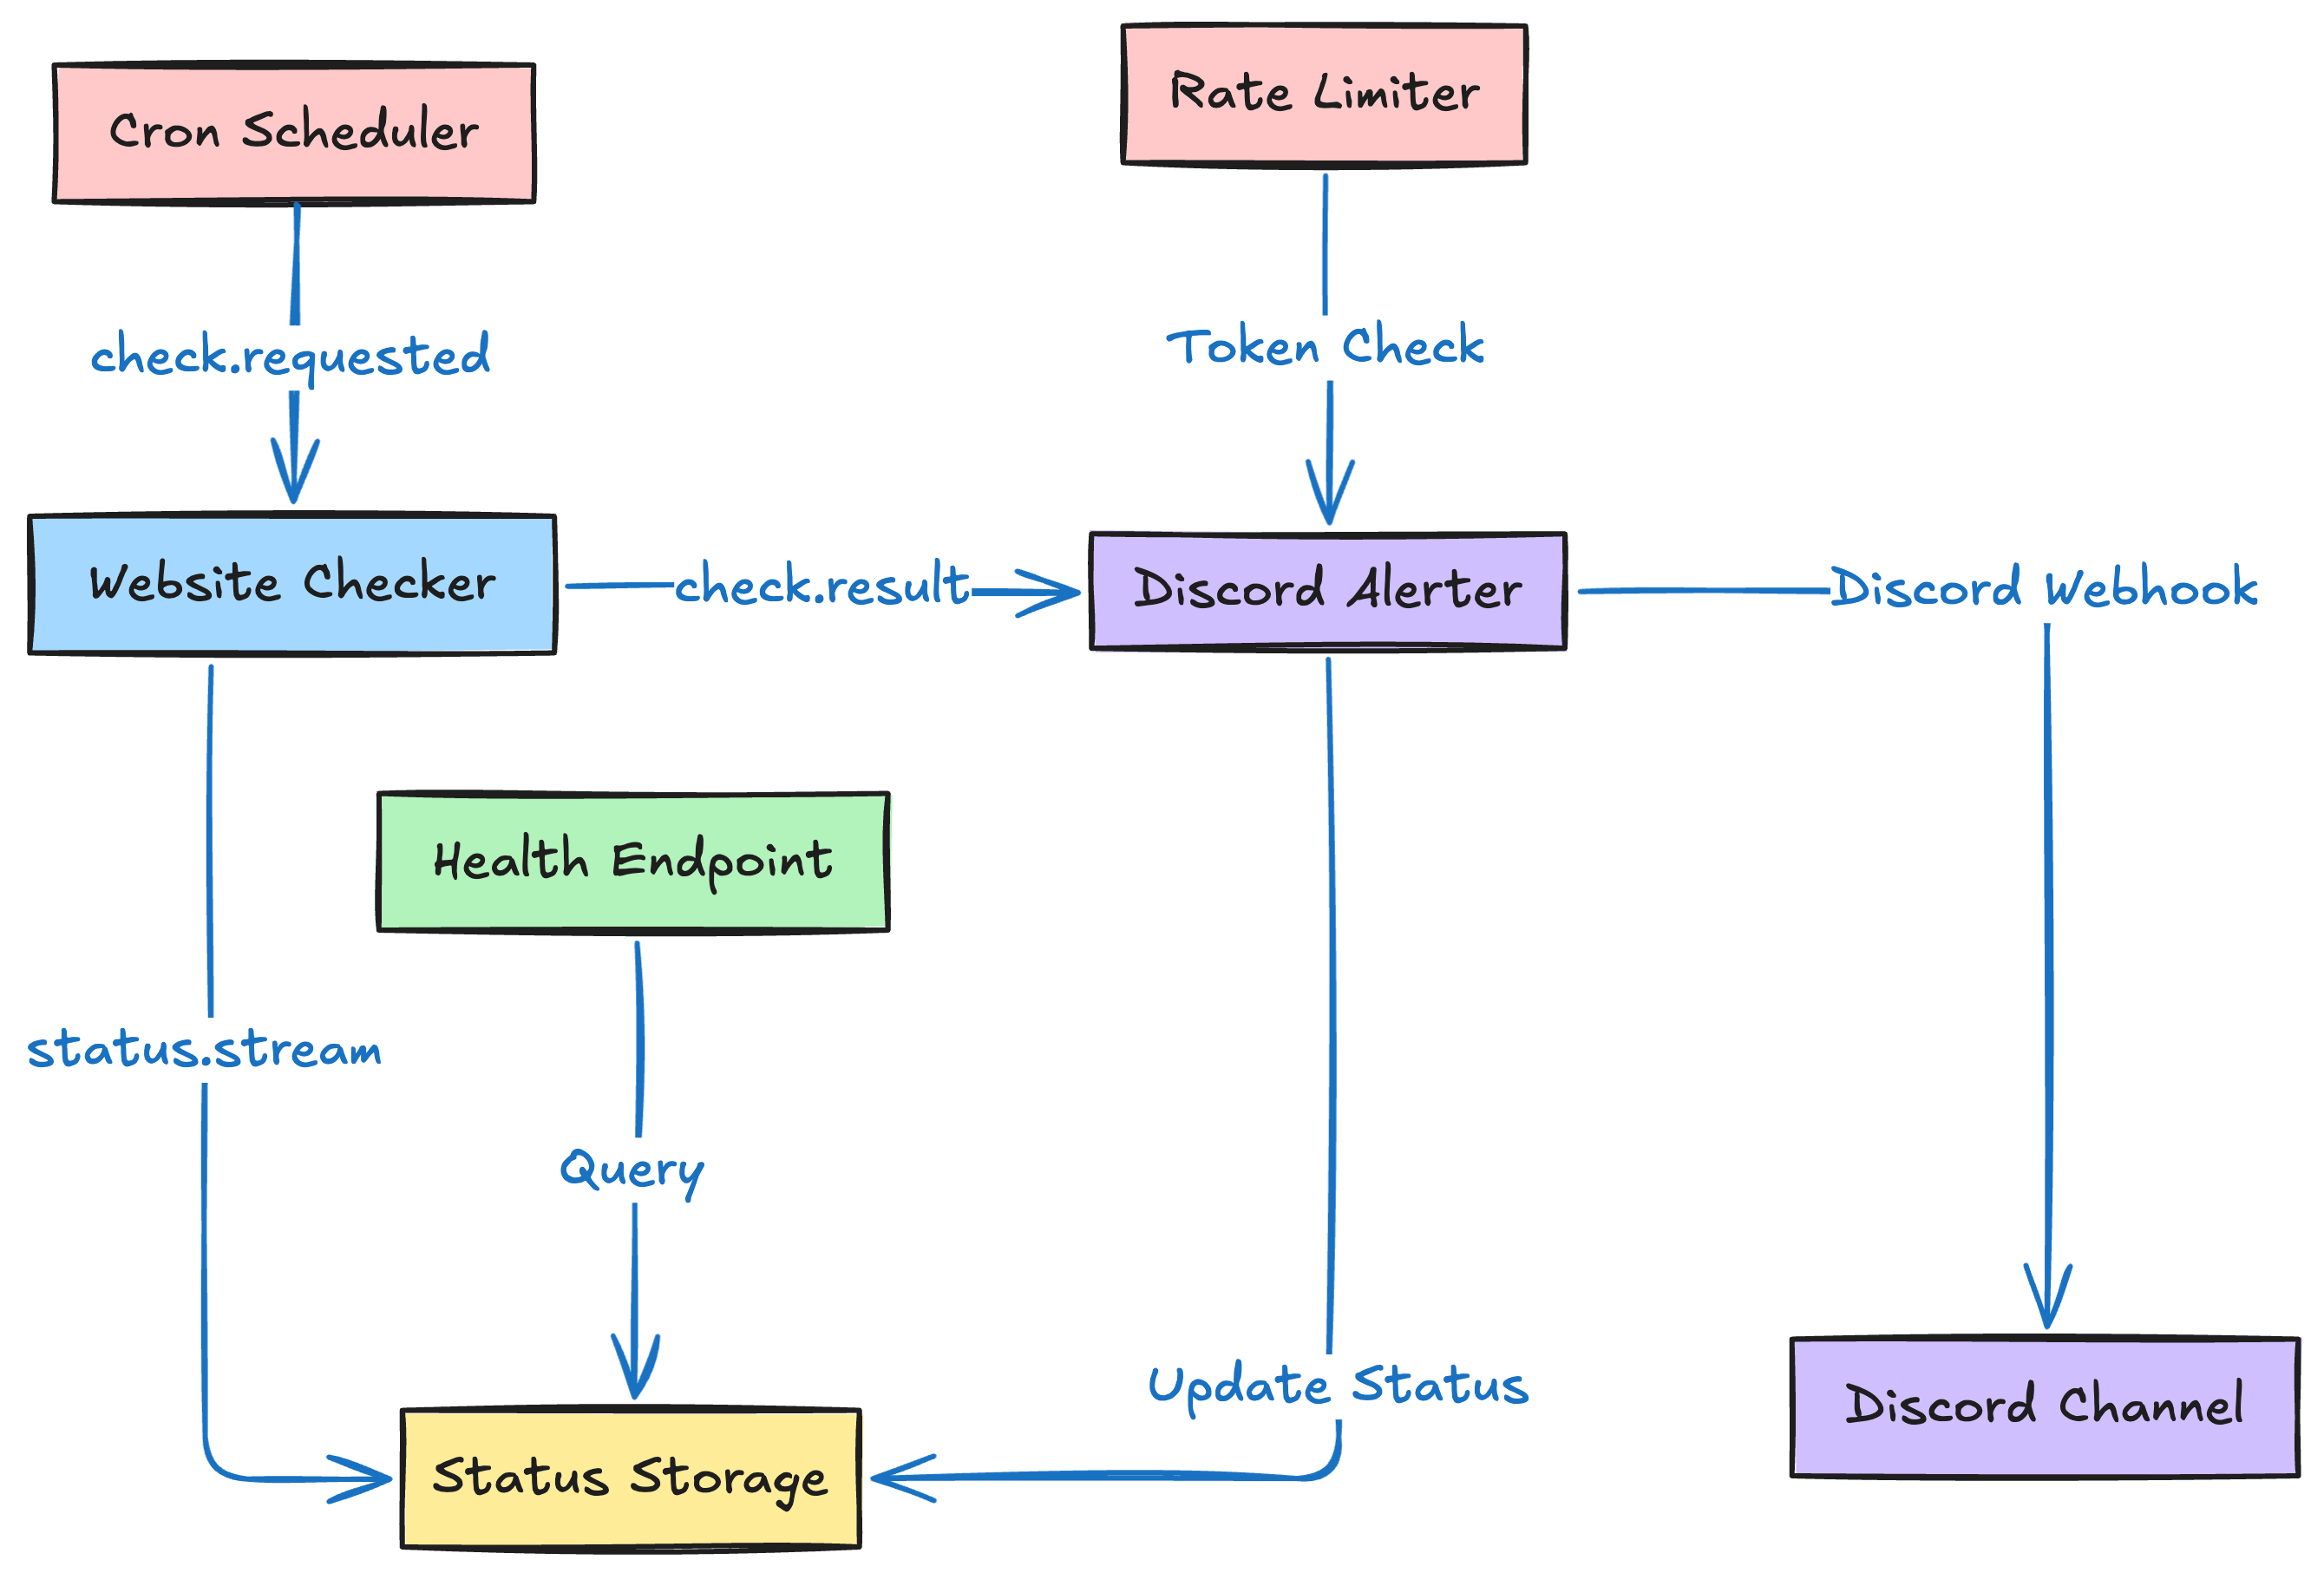 Cron Scheduler
Rate Limiter
check.requested
Token Check
Website Checker
check.result
Discord Alerter
Discord Webhook
Health Endpoint
status.stream
Query
Update Status
Discord Channel
Status Storage